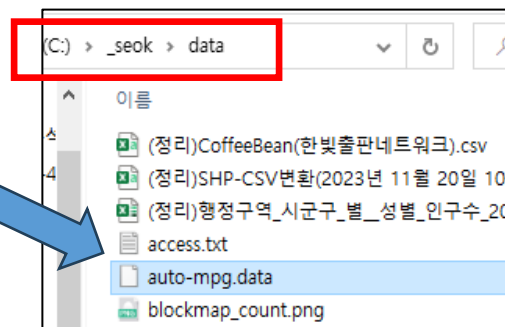 (C:) > _seok > data
이름
(정리)CoffeeBean(한빛출판네트워크).csv
(정리)SHP-CSV변환(2023년 11월 20일 10
(정리)행정구역_시군구_별__성별_인구수_20
access.txt
auto-mpg.data
blockmap_count.png